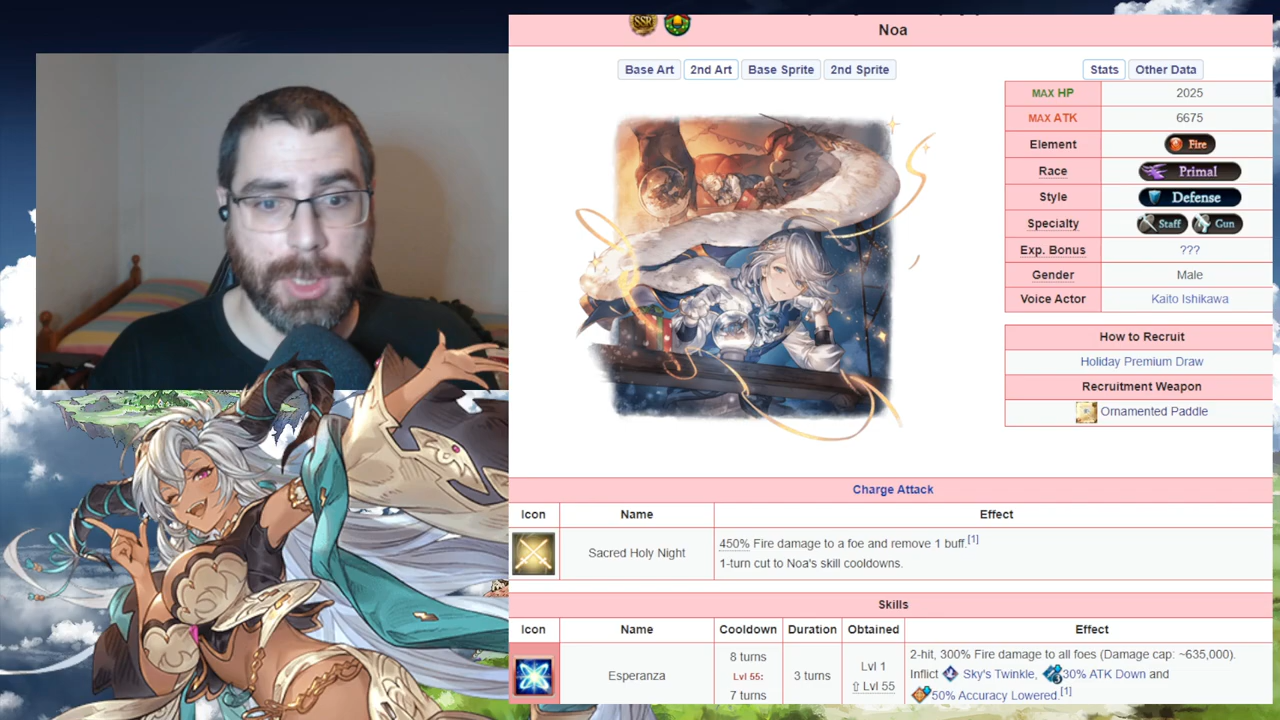 SSR
Noa
Base Art 2nd Art Base Sprite 2nd Sprite
Stats Other Data
MAX HP 2025
MAX ATK 6675
Element Fire
Race Primal
Style Defense
Specialty Staff Gun
Exp. Bonus ???
Gender Male
Voice Actor Kaito Ishikawa
How to Recruit
Holiday Premium Draw
Recruitment Weapon
Ornamented Paddle
Charge Attack
Icon Name Effect
Sacred Holy Night
450% Fire damage to a foe and remove 1 buff.[1]
1-turn cut to Noa's skill cooldowns.
Skills
Icon Name Cooldown Duration Obtained Effect
Esperanza
8 turns
Lvl 55:
7 turns
3 turns
Lvl 1
⇧ Lvl 55
2-hit, 300% Fire damage to all foes (Damage cap: ~635,000).
Inflict Sky's Twinkle, 30% ATK Down and
50% Accuracy Lowered.[1]